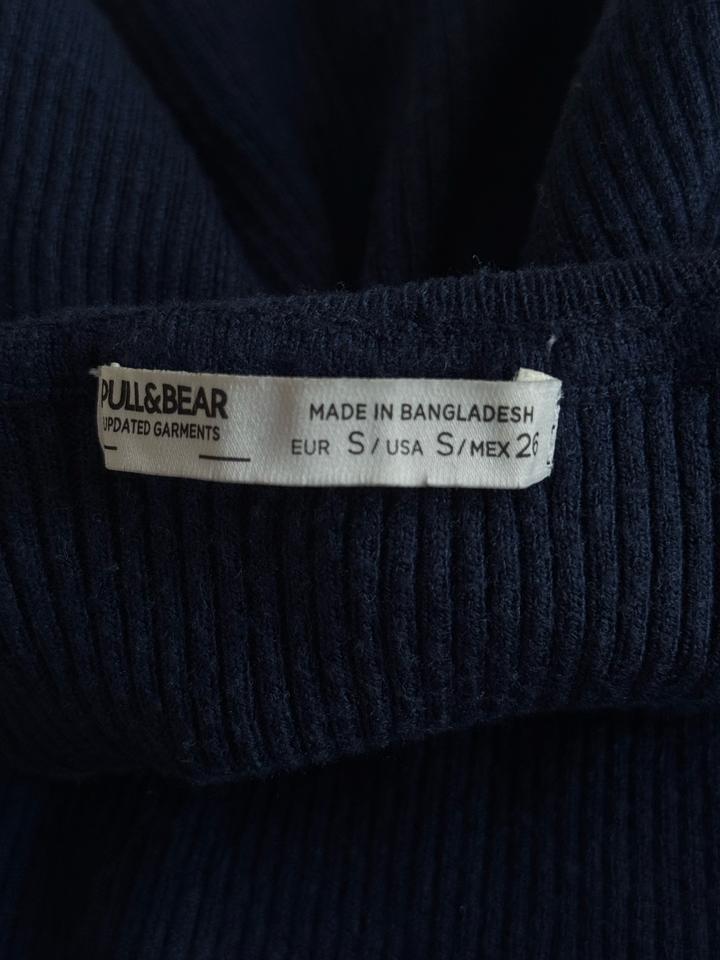 PULL&BEAR
UPDATED GARMENTS
MADE IN BANGLADESH
EUR S / USA S / MEX 26